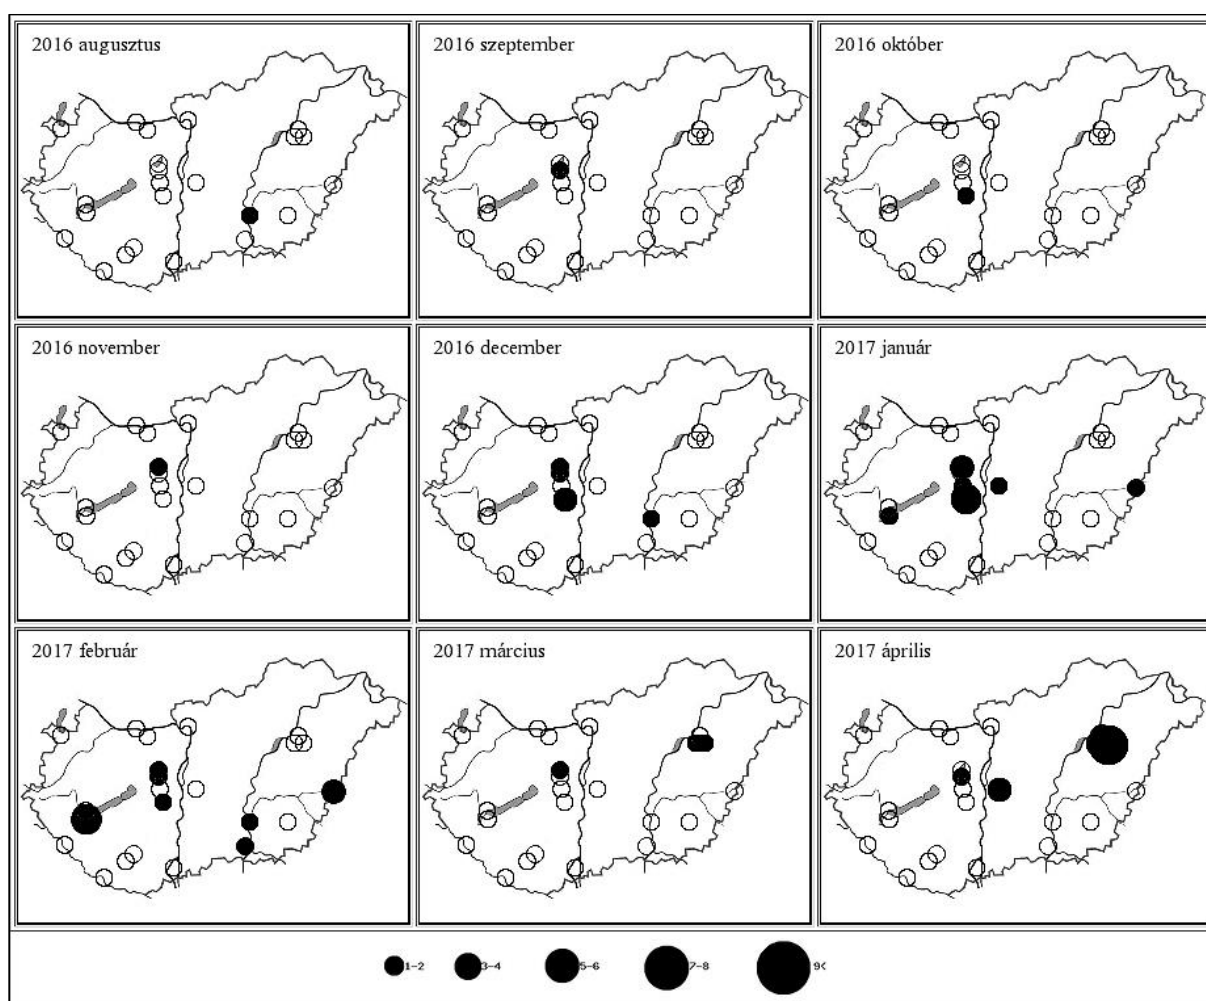 2016 augusztus
2016 szeptember
2016 október
2016 november
2016 december
2017 január
2017 február
2017 március
2017 április
1-2
3-4
5-6
7-8
9<